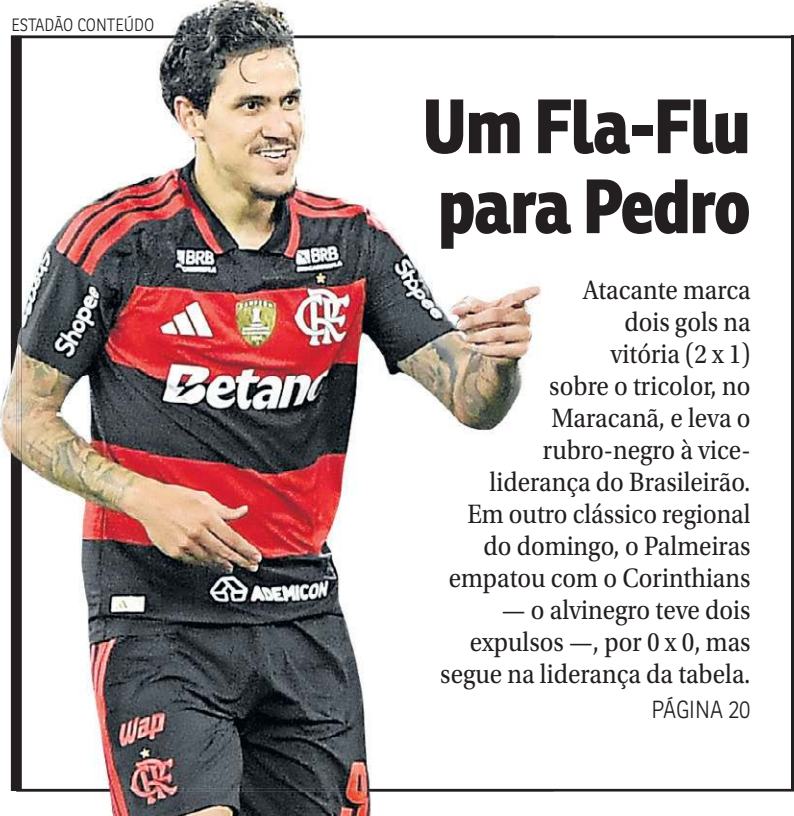 ESTADÃO CONTEÚDO
Um Fla-Flu
para Pedro
Atacante marca
dois gols na
vitória (2 x 1)
sobre o tricolor, no
Maracanã, e leva o
rubro-negro à vice-
liderança do Brasileirão.
Em outro clássico regional
do domingo, o Palmeiras
empatou com o Corinthians
— o alvinegro teve dois
expulsos —, por 0 x 0, mas
segue na liderança da tabela.
PÁGINA 20
BRB
BRB
Shopee
Shopee
Betano
ADEMICON
Wap
9